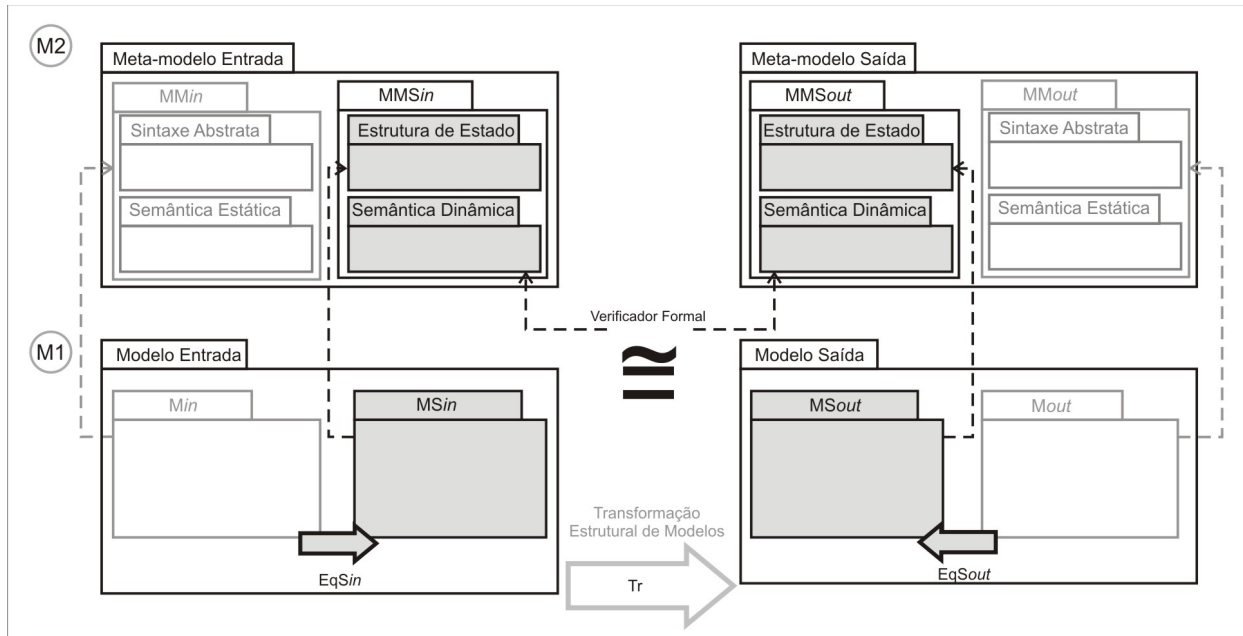 M2
Meta-modelo Entrada
MMin
Sintaxe Abstrata
Semântica Estática
MMSin
Estrutura de Estado
Semântica Dinâmica
Meta-modelo Saída
MMSout
Estrutura de Estado
Semântica Dinâmica
MMout
Sintaxe Abstrata
Semântica Estática
Verificador Formal
≅
M1
Modelo Entrada
Min
MSin
EqSin
Transformação
Estrutural de Modelos
Tr
Modelo Saída
MSout
Mout
EqSout